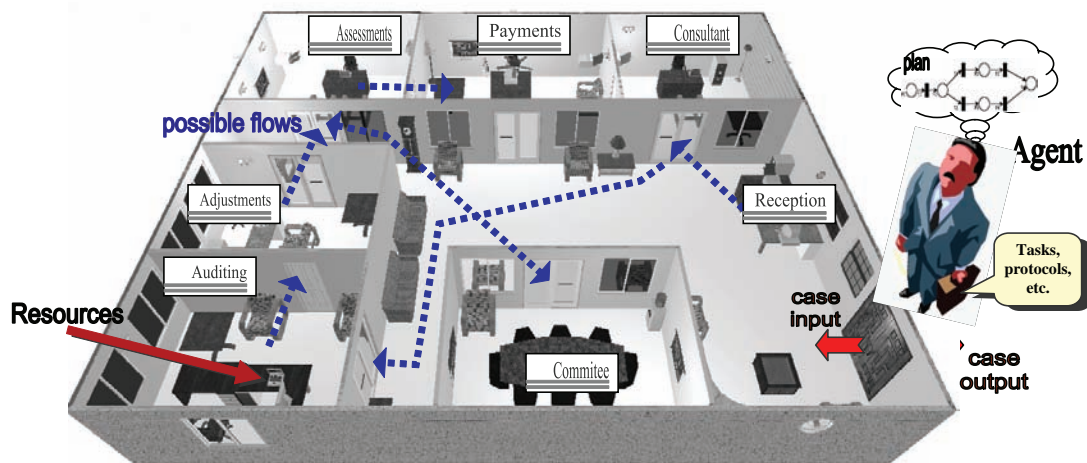 Assessments
Payments
Consultant
plan
possible flows
Agent
Adjustments
Reception
Tasks,
protocols,
etc.
Auditing
Resources
case
input
Commitee
case
output